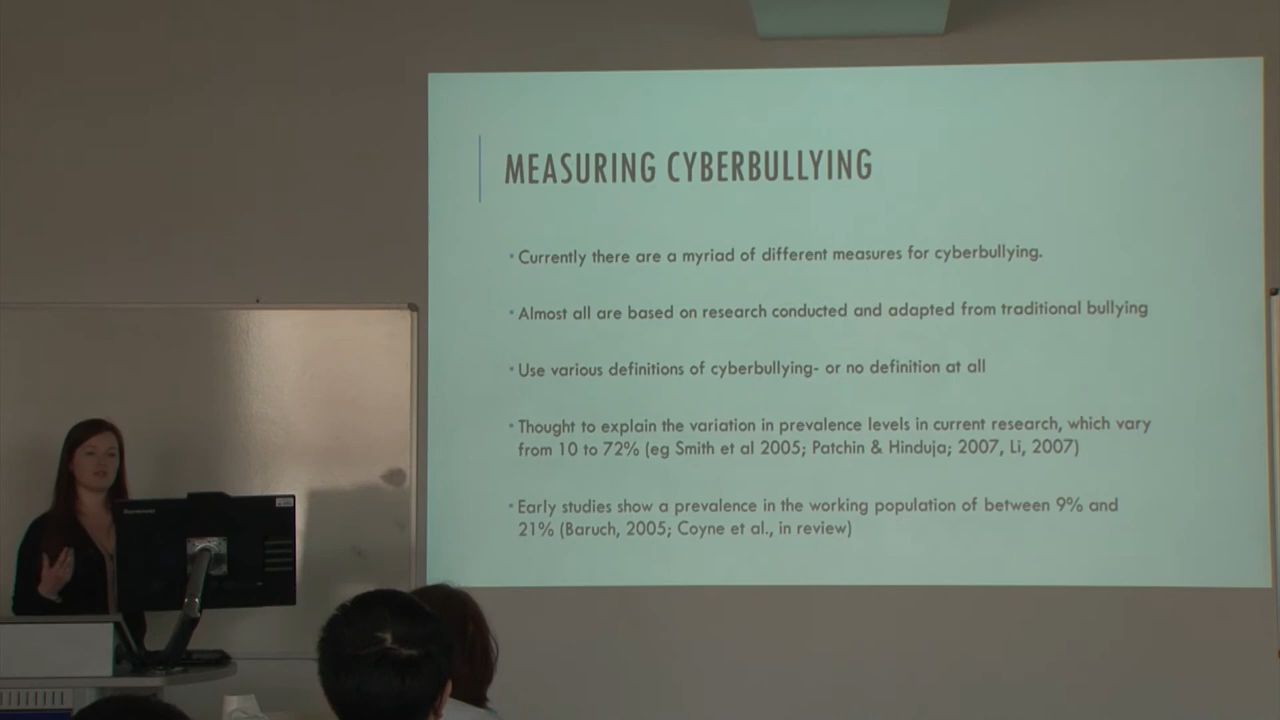 MEASURING CYBERBULLYING
Currently there are a myriad of different measures for cyberbullying.
Almost all are based on research conducted and adapted from traditional bullying
Use various definitions of cyberbullying- or no definition at all
Thought to explain the variation in prevalence levels in current research, which vary
from 10 to 72% (eg Smith et al 2005; Patchin & Hinduja; 2007, Li, 2007)
Early studies show a prevalence in the working population of between 9% and
21% (Baruch, 2005; Coyne et al., in review)